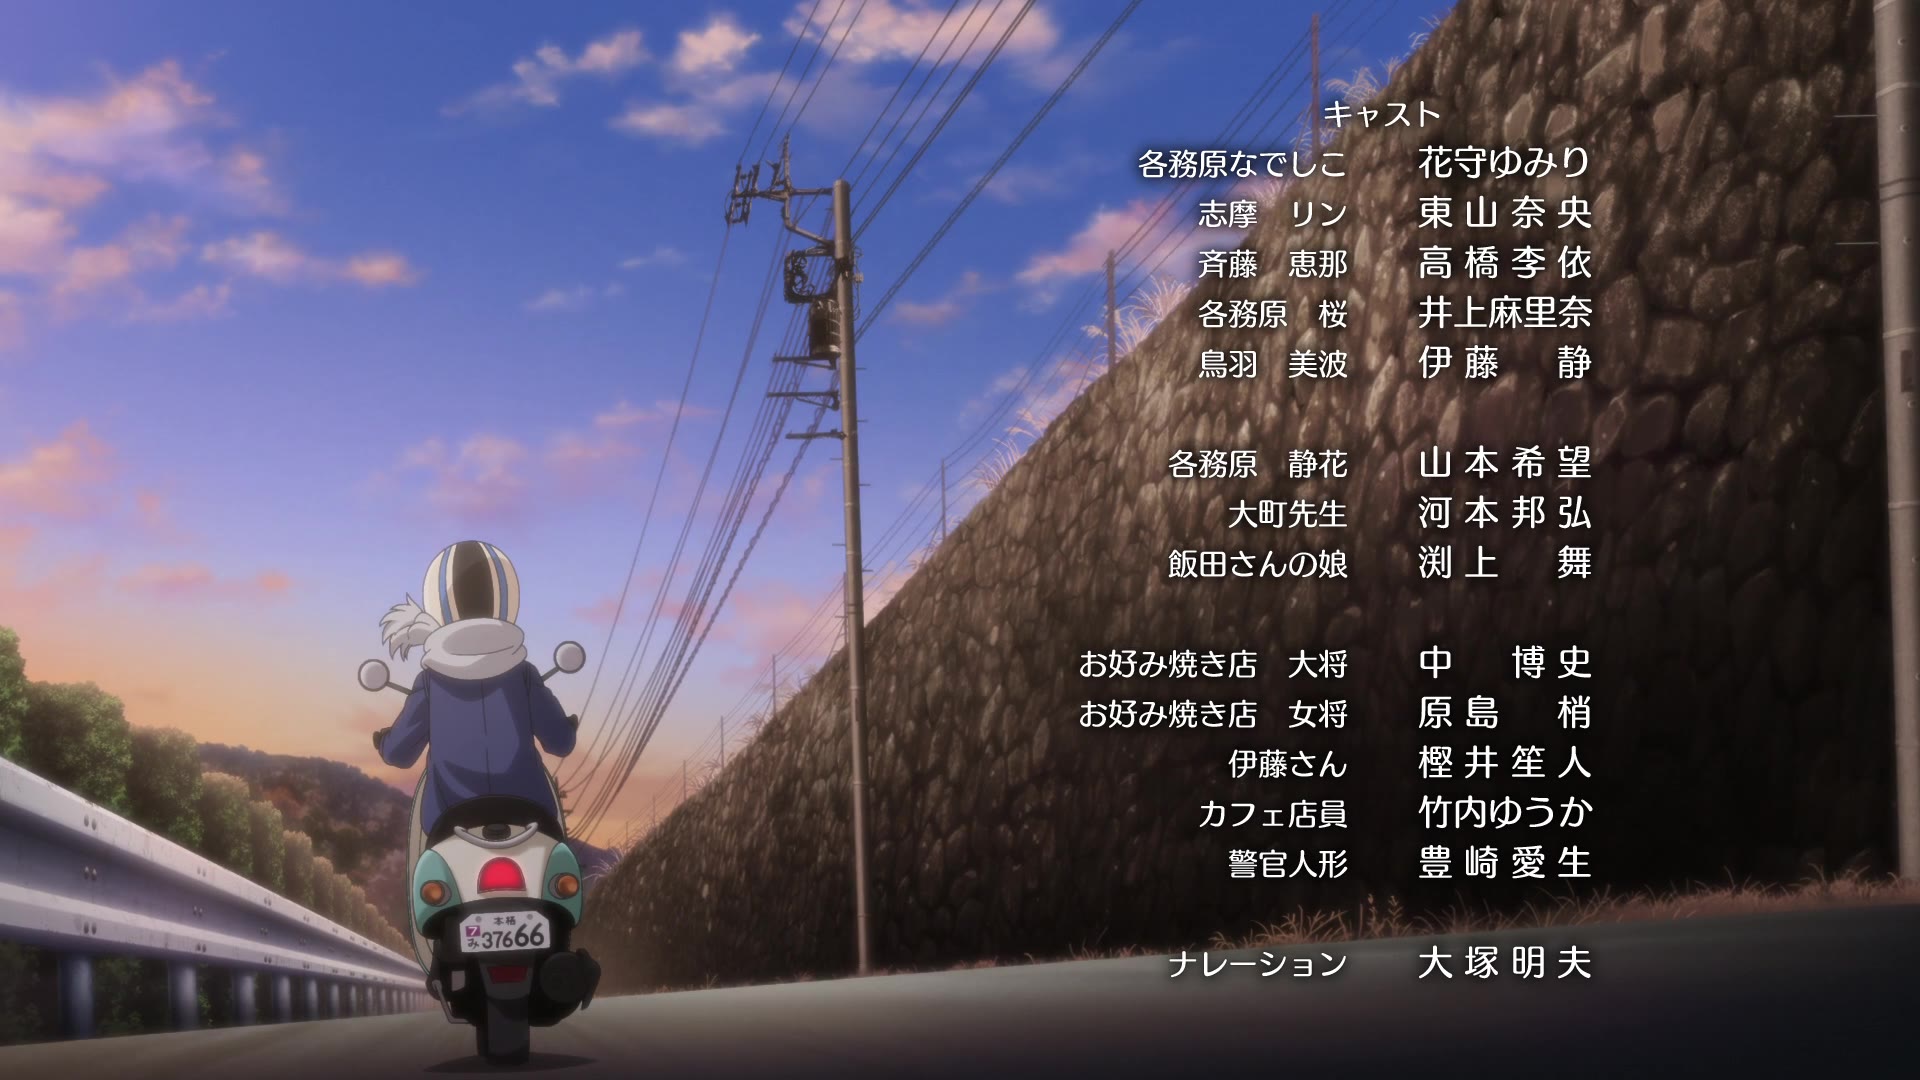 キャスト
各務原なでしこ　花守ゆみり
志摩　リン　東山奈央
斉藤　恵那　高橋李依
各務原　桜　井上麻里奈
鳥羽　美波　伊藤　静
各務原　静花　山本希望
大町先生　河本邦弘
飯田さんの娘　渕上　舞
お好み焼き店　大将　中　博史
お好み焼き店　女将　原島　梢
伊藤さん　樫井笙人
カフェ店員　竹内ゆうか
警官人形　豊崎愛生
ナレーション　大塚明夫
本栖
7
み 37666